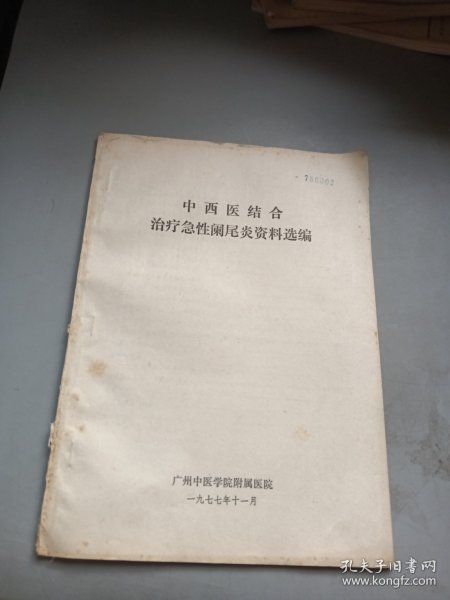 中西医结合
治疗急性阑尾炎资料选编
广州中医学院附属医院
一九七七年十一月
孔夫子旧书网
www.kongfz.com